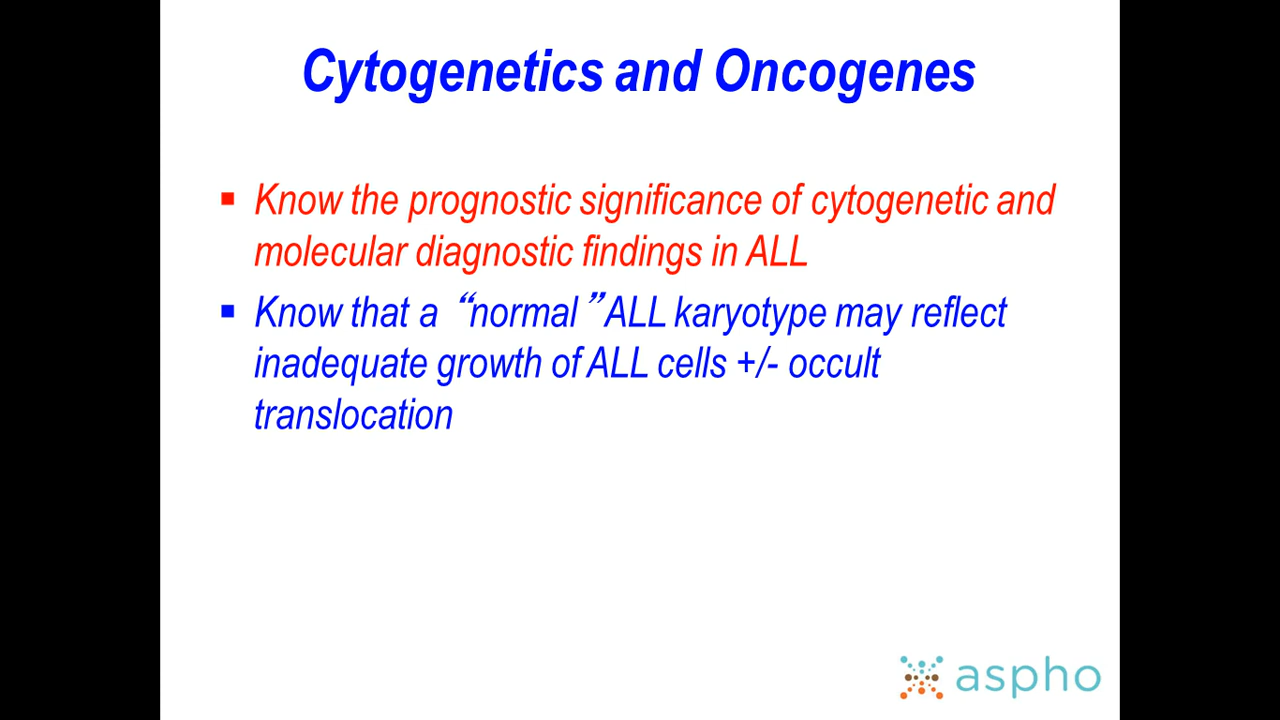 Cytogenetics and Oncogenes
▪ Know the prognostic significance of cytogenetic and
molecular diagnostic findings in ALL
▪ Know that a “normal”ALL karyotype may reflect
inadequate growth of ALL cells +/- occult
translocation
aspho